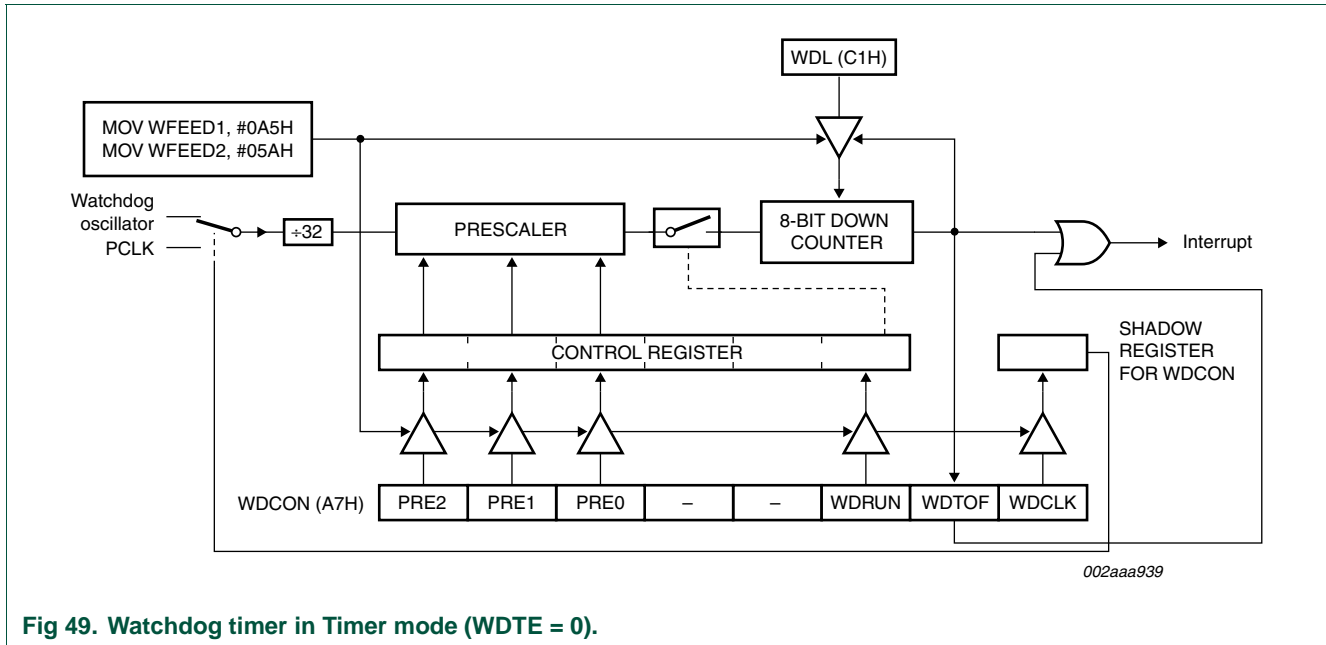 WDL (C1H)
MOV WFEED1, #0A5H
MOV WFEED2, #05AH
Watchdog
oscillator
PCLK
÷32
PRESCALER
8-BIT DOWN
COUNTER
Interrupt
CONTROL REGISTER
SHADOW
REGISTER
FOR WDCON
WDCON (A7H)
PRE2
PRE1
PRE0
–
–
WDRUN
WDTOF
WDCLK
002aaa939
Fig 49. Watchdog timer in Timer mode (WDTE = 0).